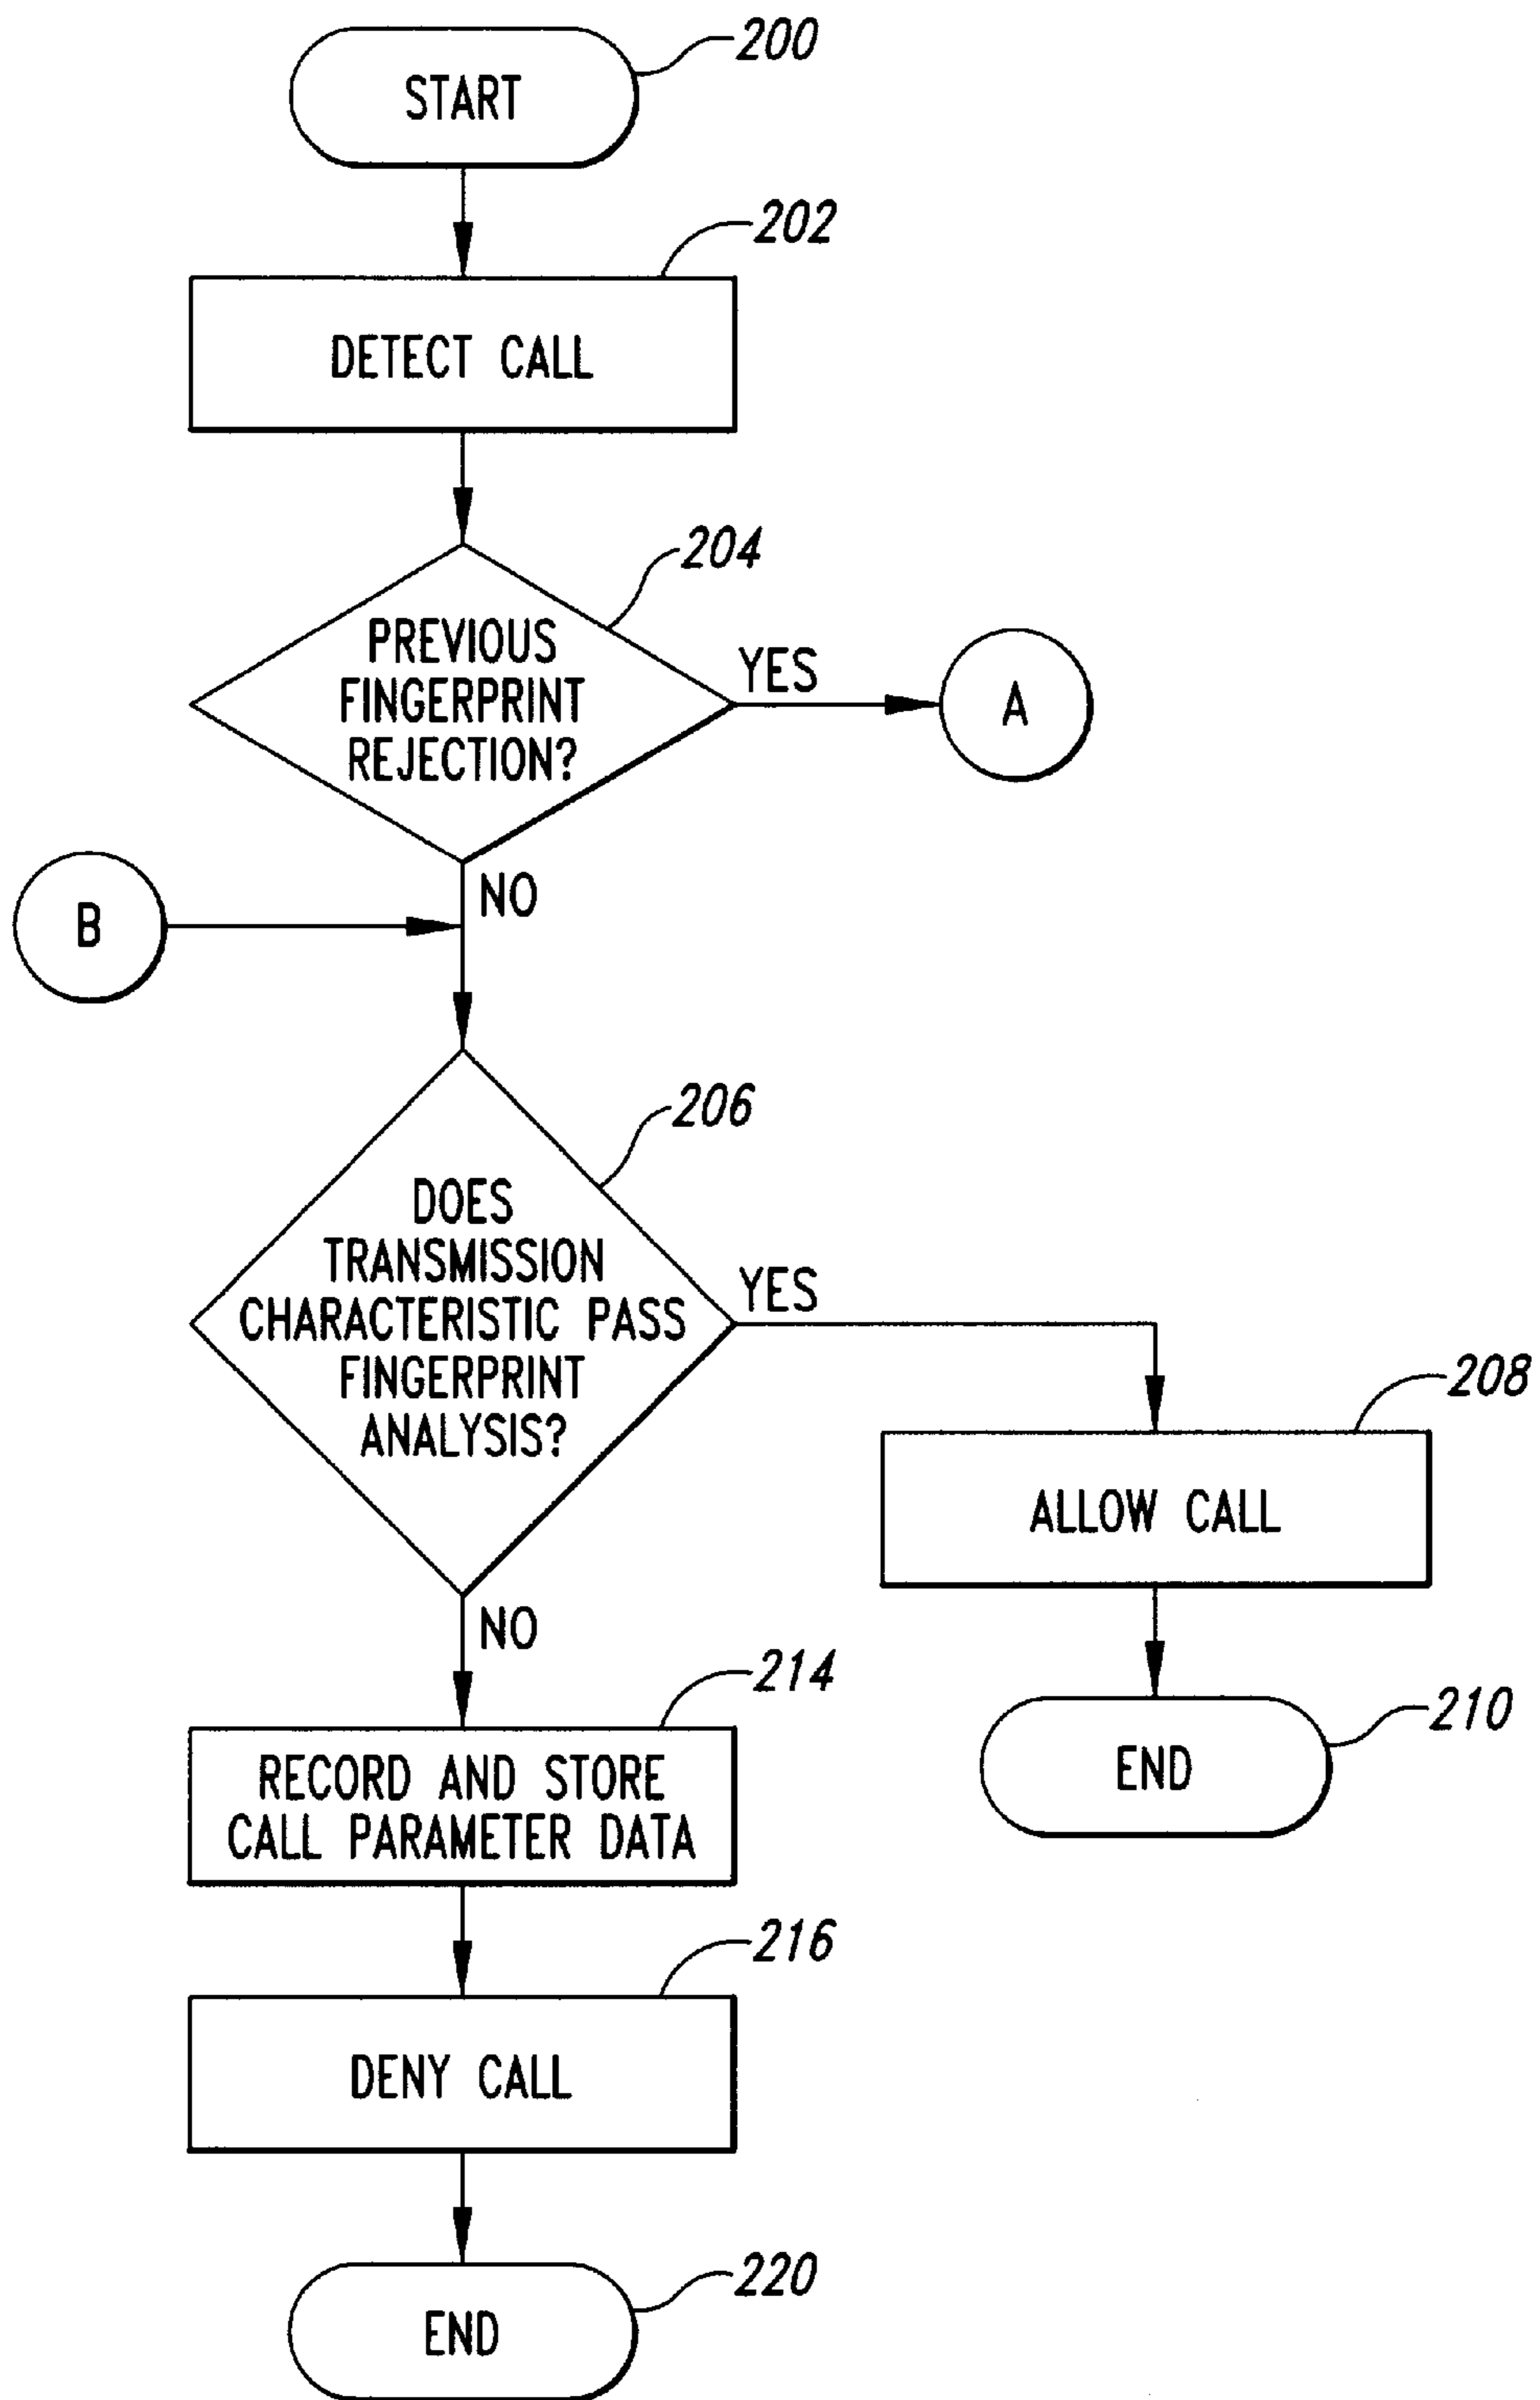 200
START
202
DETECT CALL
204
PREVIOUS
FINGERPRINT
REJECTION?
YES
A
NO
B
206
DOES
TRANSMISSION
CHARACTERISTIC PASS
FINGERPRINT
ANALYSIS?
YES
208
ALLOW CALL
210
END
NO
214
RECORD AND STORE
CALL PARAMETER DATA
216
DENY CALL
220
END